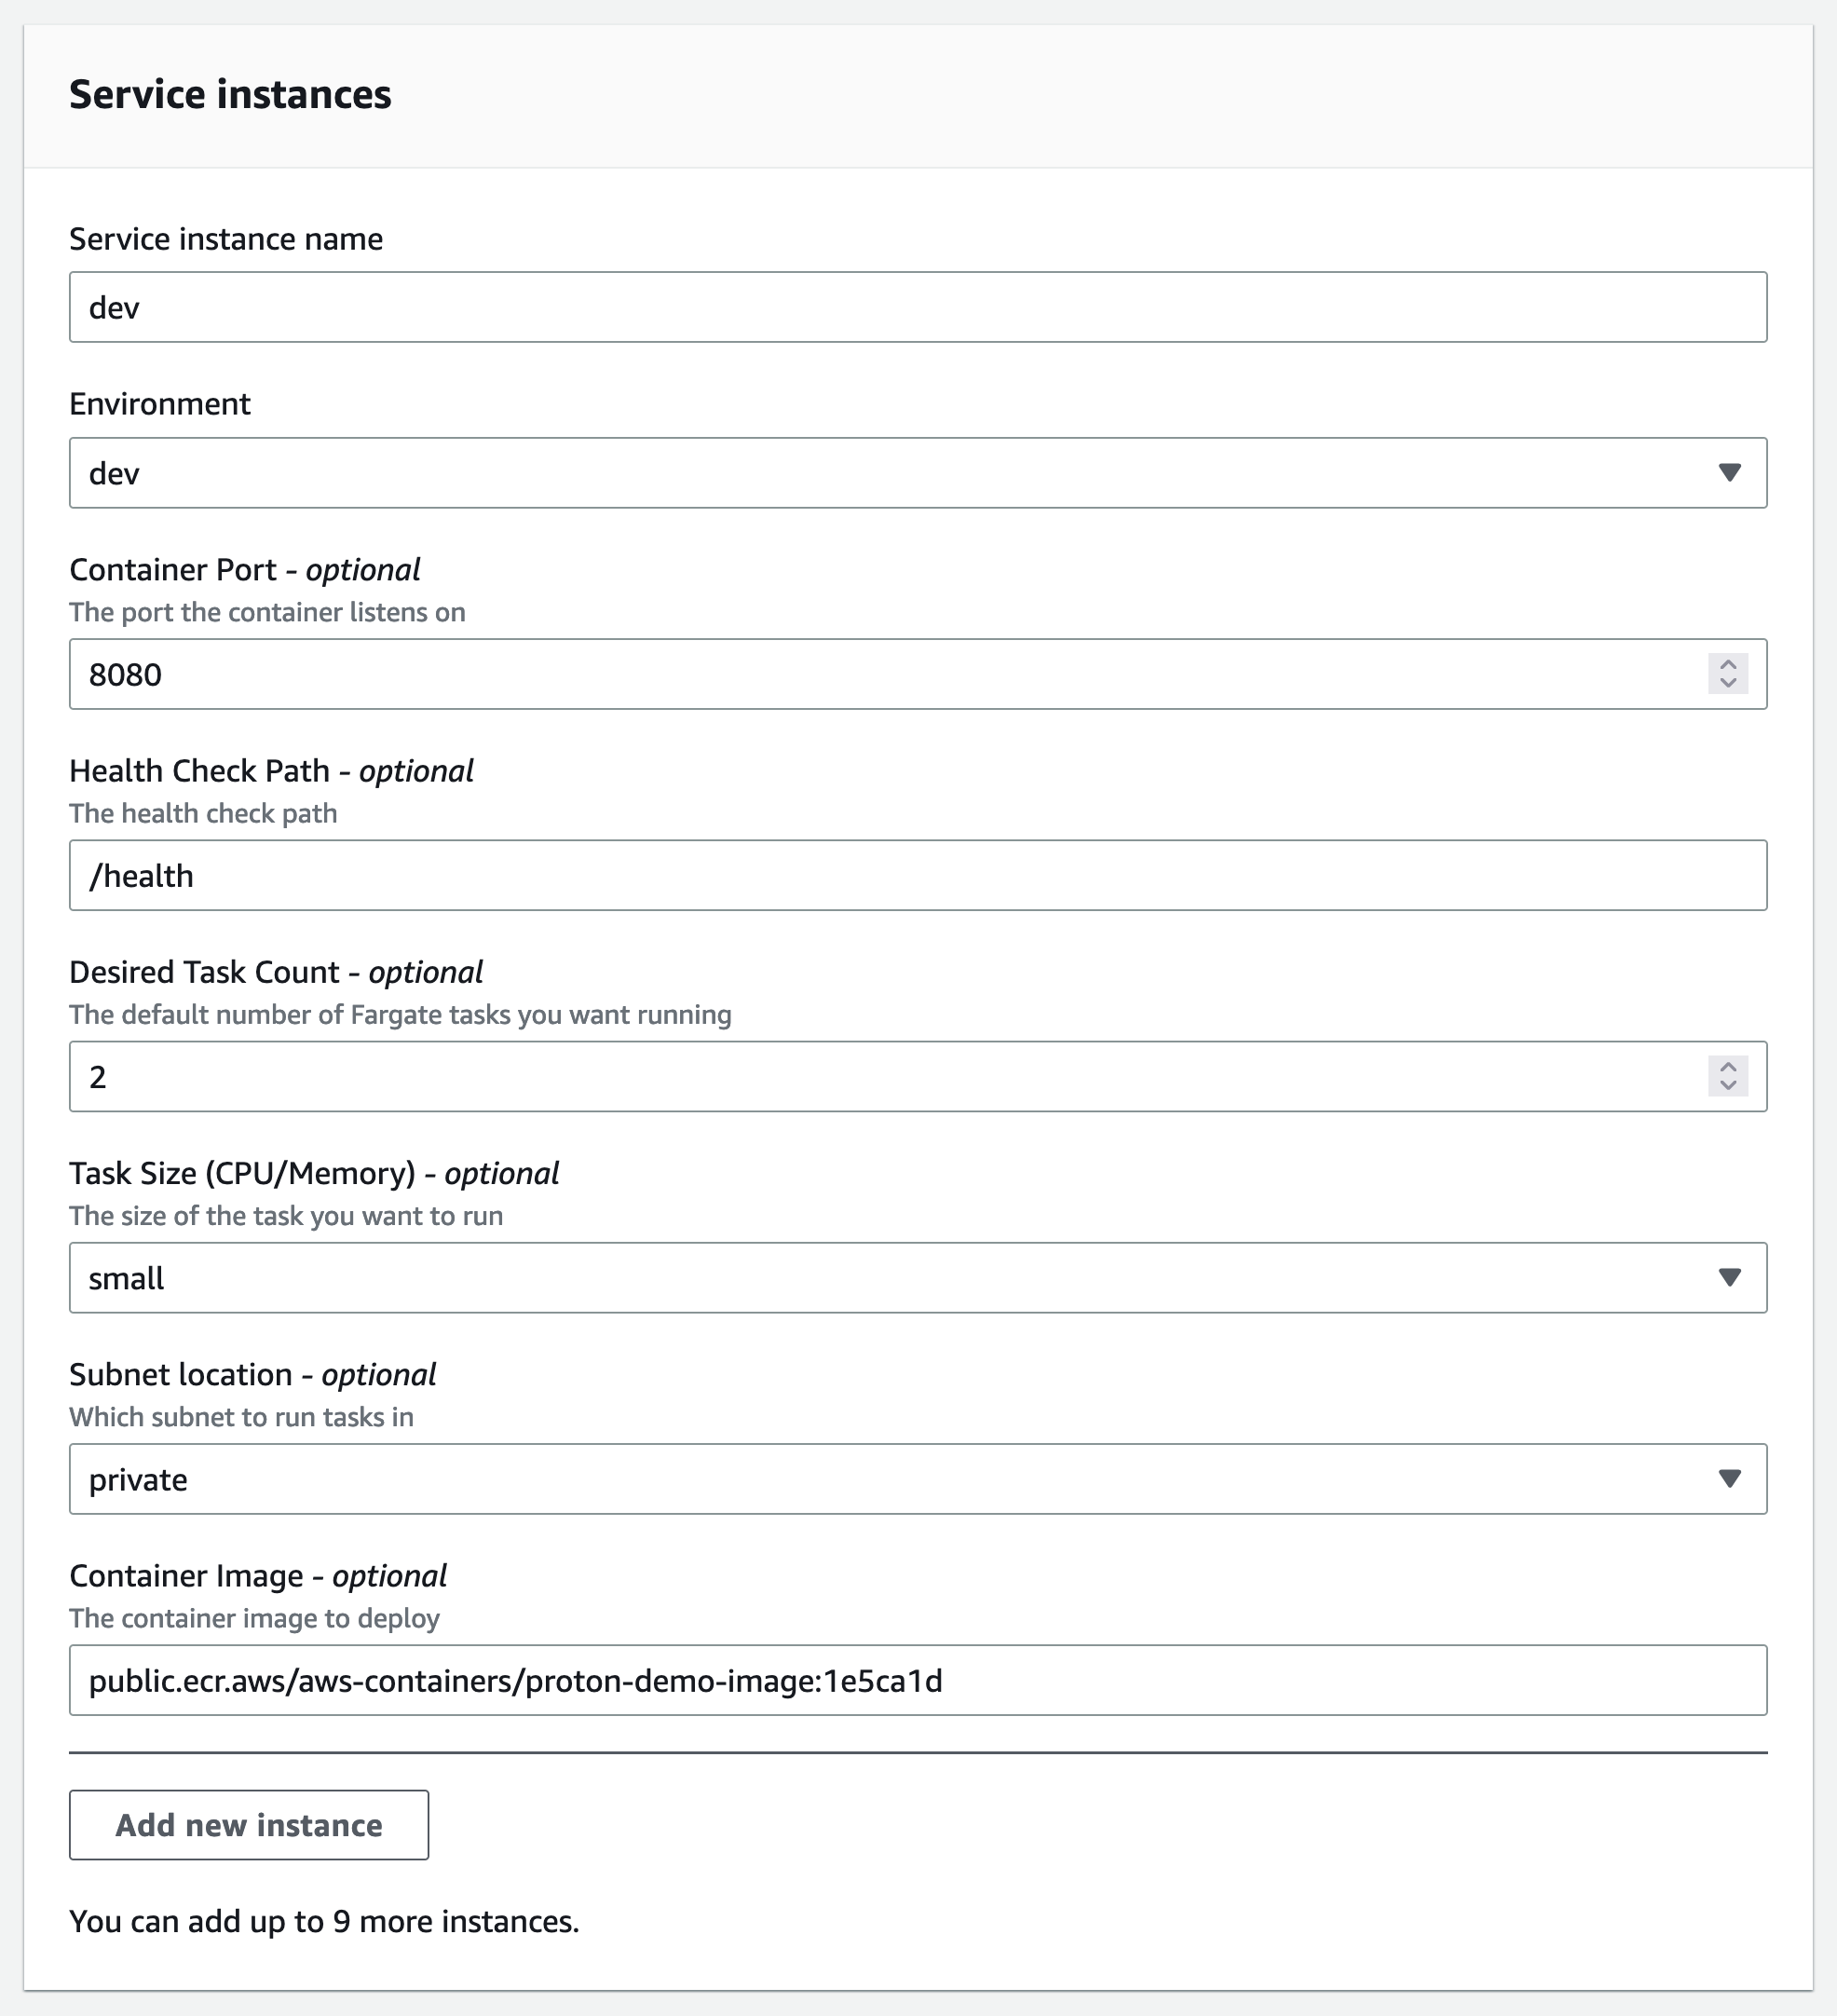 Service instances
Service instance name
dev
Environment
dev
Container Port - optional
The port the container listens on
8080
Health Check Path - optional
The health check path
/health
Desired Task Count - optional
The default number of Fargate tasks you want running
2
Task Size (CPU/Memory) - optional
The size of the task you want to run
small
Subnet location - optional
Which subnet to run tasks in
private
Container Image - optional
The container image to deploy
public.ecr.aws/aws-containers/proton-demo-image:1e5ca1d
Add new instance
You can add up to 9 more instances.